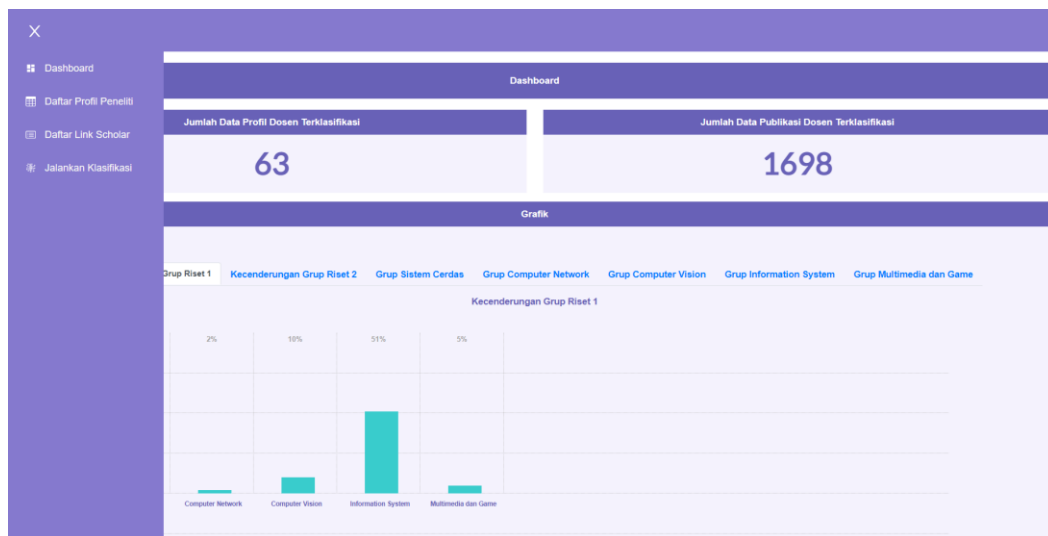 X
Dashboard
Daftar Profil Peneliti
Daftar Link Scholar
Jalankan Klasifikasi
Dashboard
Jumlah Data Profil Dosen Terklasifikasi
63
Jumlah Data Publikasi Dosen Terklasifikasi
1698
Grafik
Grup Riset 1 Kecenderungan Grup Riset 2 Grup Sistem Cerdas Grup Computer Network Grup Computer Vision Grup Information System Grup Multimedia dan Game
Kecenderungan Grup Riset 1
2% 10% 51% 5%
Computer Network Computer Vision Information System Multimedia dan Game